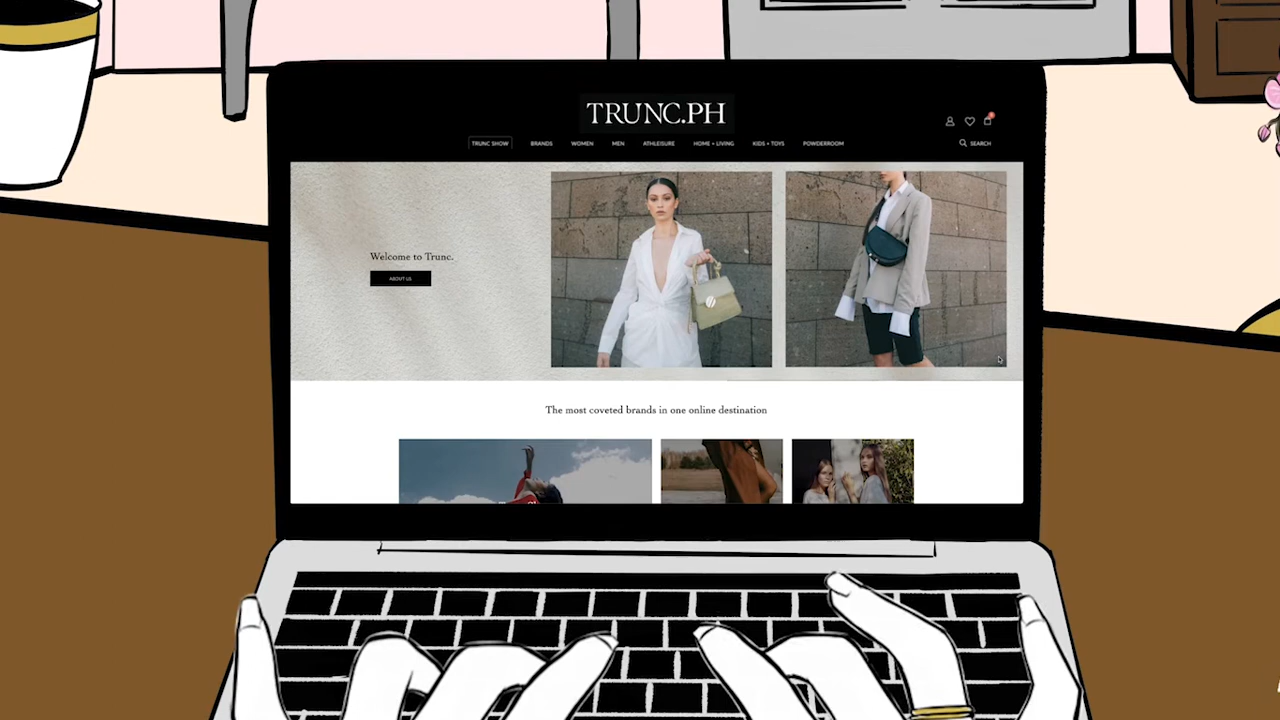 TRUNC.PH
TRUNC SHOW BRANDS WOMEN MEN ATHLEISURE HOME + LIVING KIDS + TOYS POWDERROOM SEARCH
Welcome to Trunc.
ABOUT US
The most coveted brands in one online destination